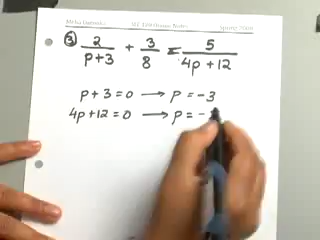 ③ 2/(p+3) + 3/8 = 5/(4p+12)
p+3=0 → p=-3
4p+12=0 → p=-